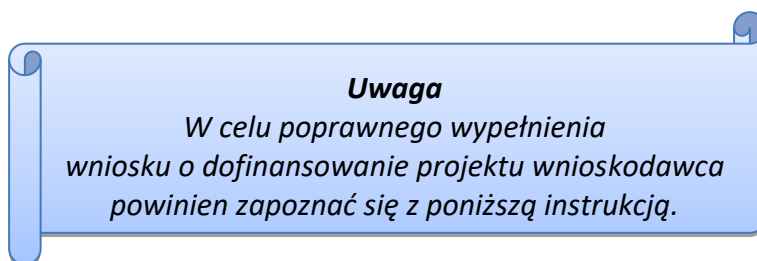 Uwaga
W celu poprawnego wypełnienia
wniosku o dofinansowanie projektu wnioskodawca
powinien zapoznać się z poniższą instrukcją.